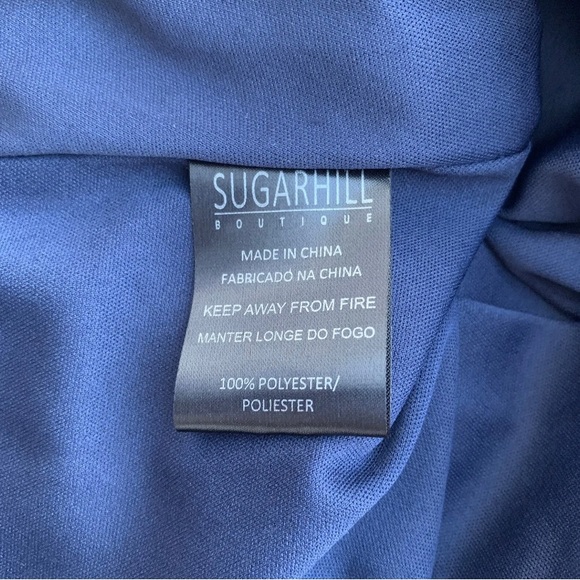 SUGARHILL
BOUTIQUE
MADE IN CHINA
FABRICADO NA CHINA
KEEP AWAY FROM FIRE
MANTER LONGE DO FOGO
100% POLYESTER/
POLIESTER